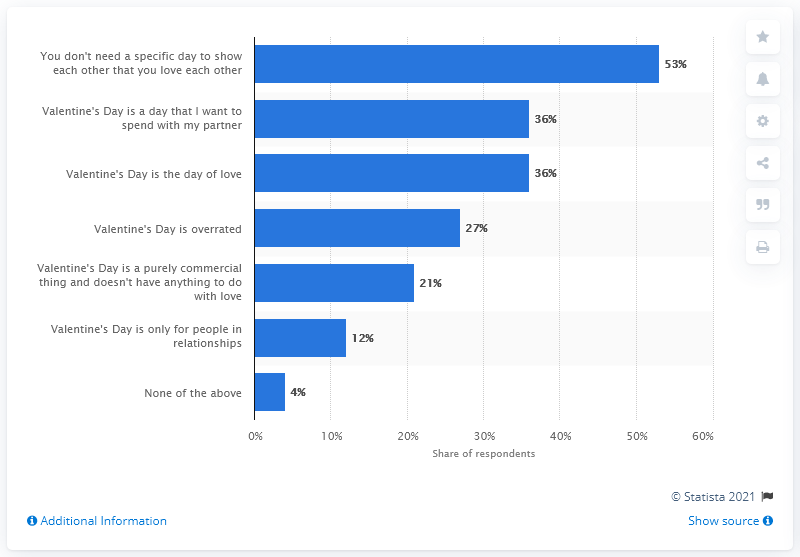 You don't need a specific day to show
each other that you love each other
53%
Valentine's Day is a day that I want to
spend with my partner
36%
Valentine's Day is the day of love
36%
Valentine's Day is overrated
27%
Valentine's Day is a purely commercial
thing and doesn't have anything to do
with love
21%
Valentine's Day is only for people in
relationships
12%
None of the above
4%
0% 10% 20% 30% 40% 50% 60%
Share of respondents
© Statista 2021
Additional Information
Show source